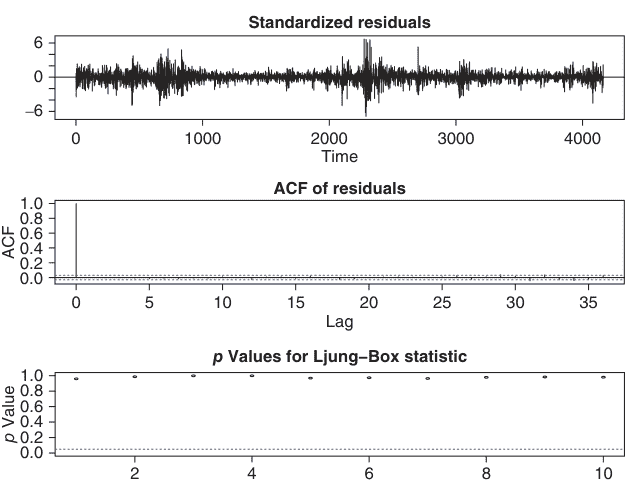 Standardized residuals
6
0
−6
0 1000 2000 3000 4000
Time
ACF of residuals
ACF
1.0
0.8
0.6
0.4
0.2
0.0
0 5 10 15 20 25 30 35
Lag
p Values for Ljung−Box statistic
p Value
1.0
0.8
0.6
0.4
0.2
0.0
2 4 6 8 10